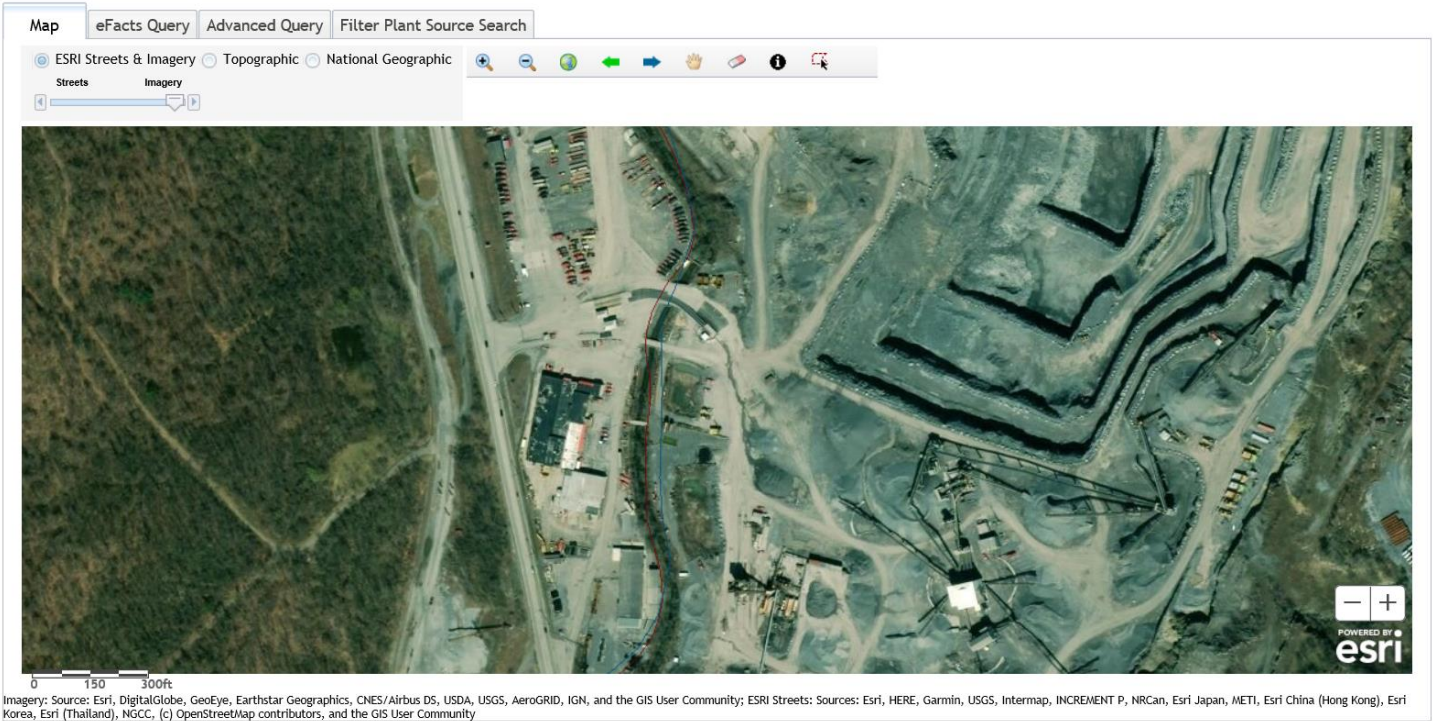 Map
eFacts Query
Advanced Query
Filter Plant Source Search
ESRI Streets & Imagery
Topographic
National Geographic
Streets
Imagery
POWERED BY
esri
0 150 300ft
Imagery: Source: Esri, DigitalGlobe, GeoEye, Earthstar Geographics, CNES/Airbus DS, USDA, USGS, AeroGRID, IGN, and the GIS User Community; ESRI Streets: Sources: Esri, HERE, Garmin, USGS, Intermap, INCREMENT P, NRCan, Esri Japan, METI, Esri China (Hong Kong), Esri
Korea, Esri (Thailand), NGCC, (c) OpenStreetMap contributors, and the GIS User Community